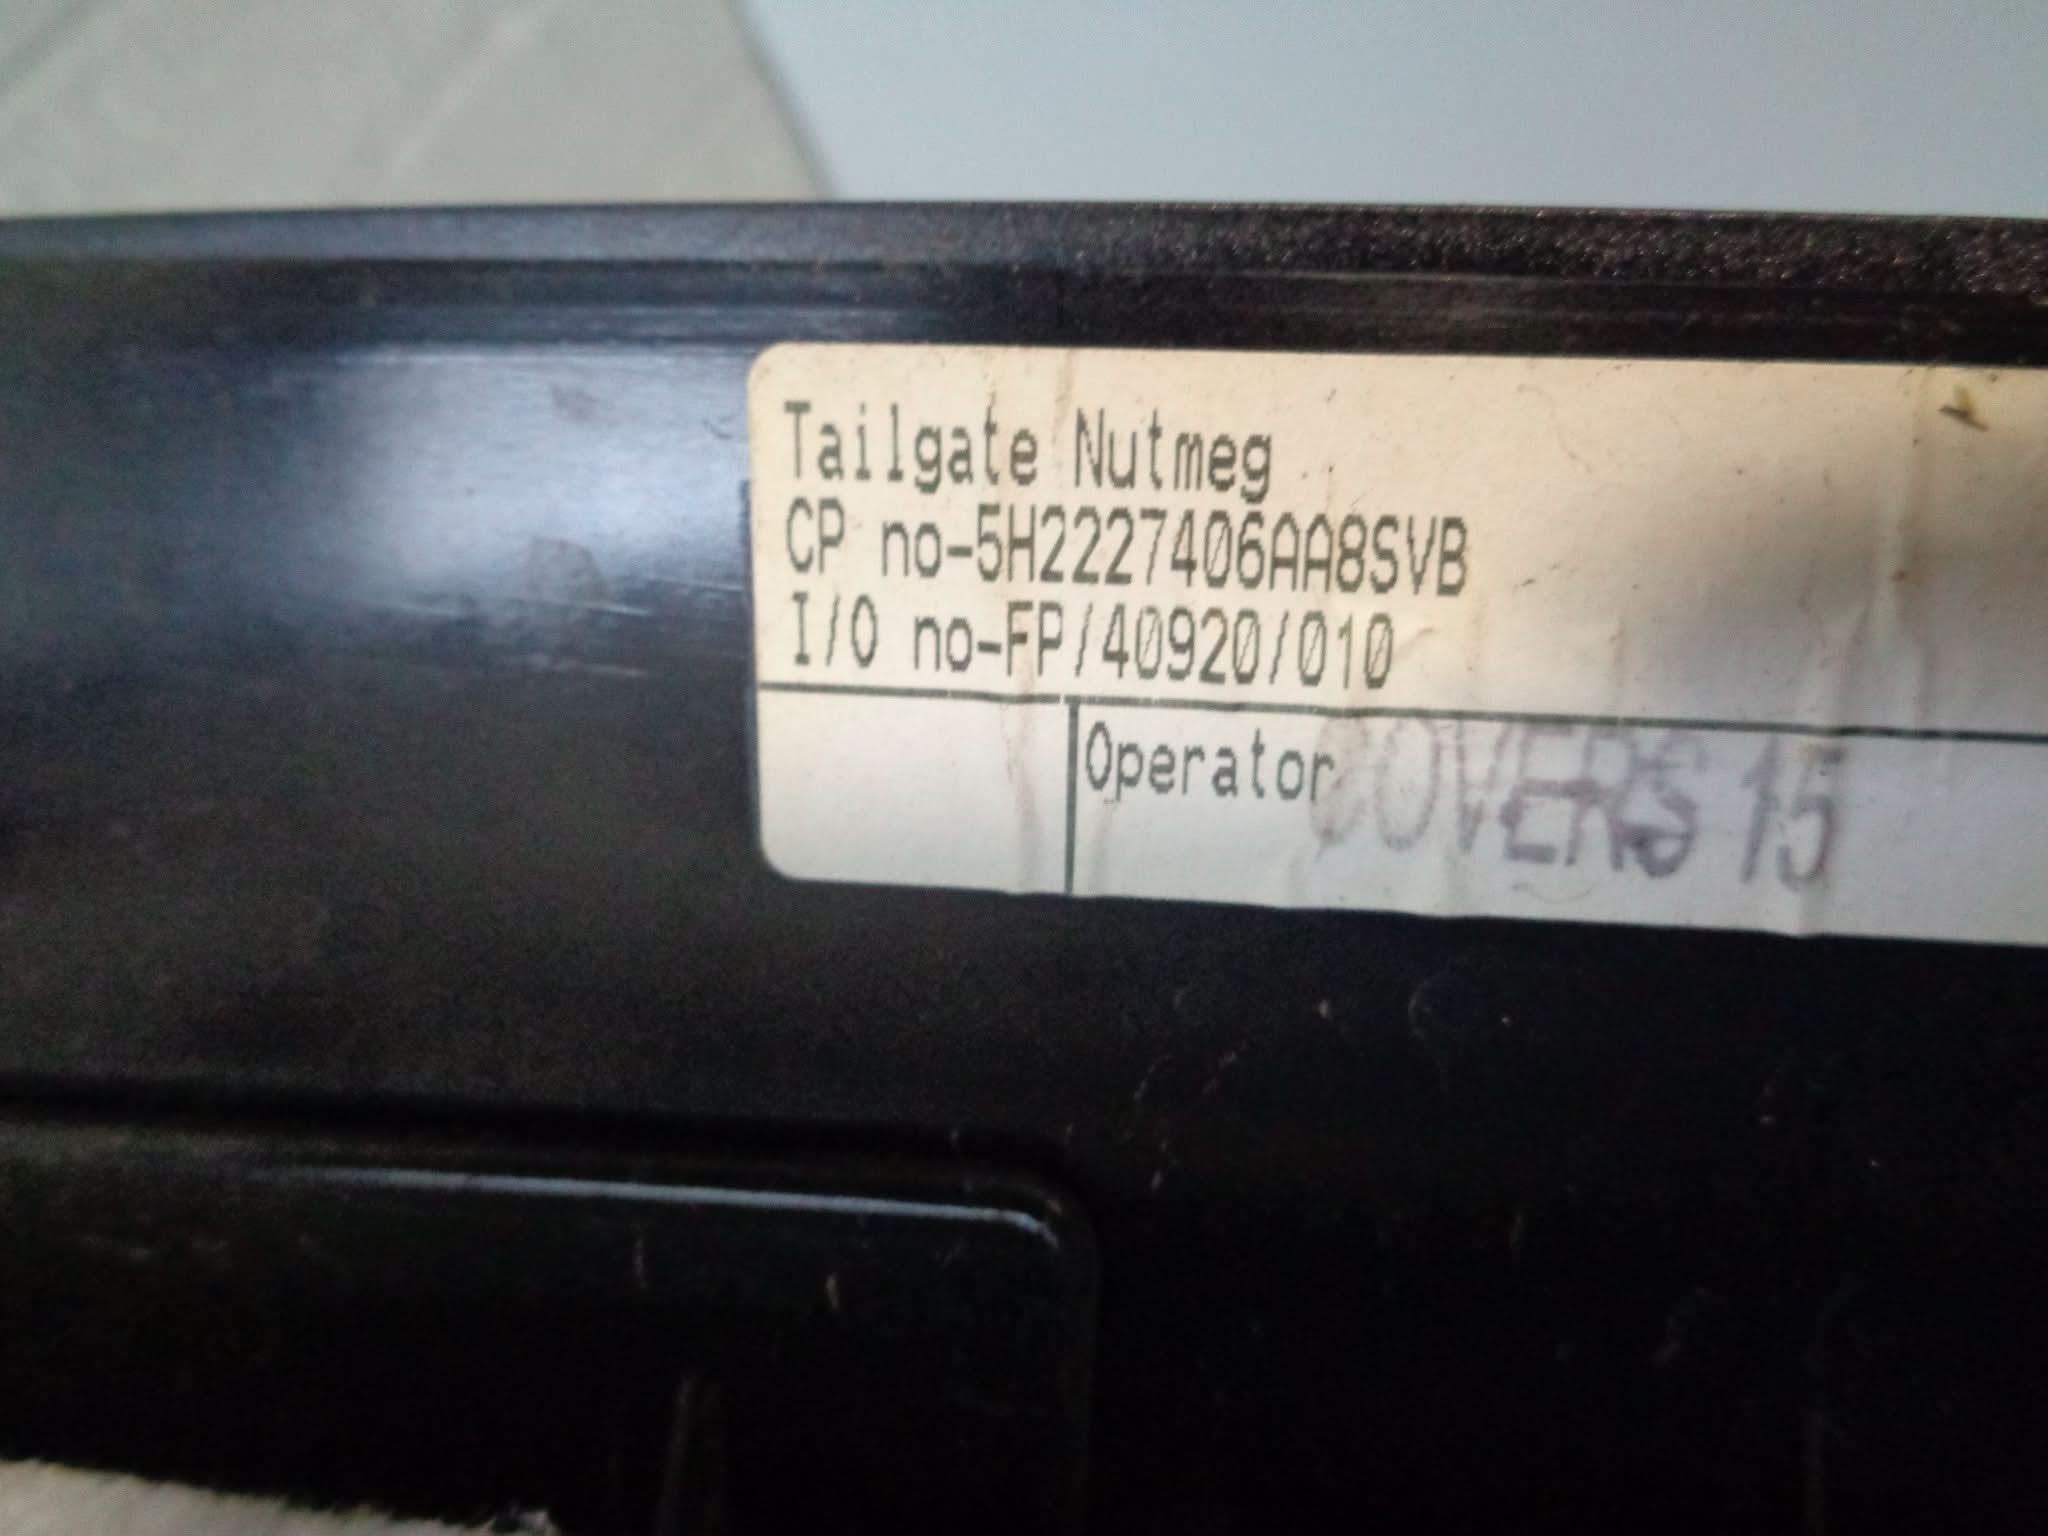 Tailgate Nutmeg
CP no-5H2227406AA8SVB
I/O no-FP/40920/010
Operator
COVERS 15